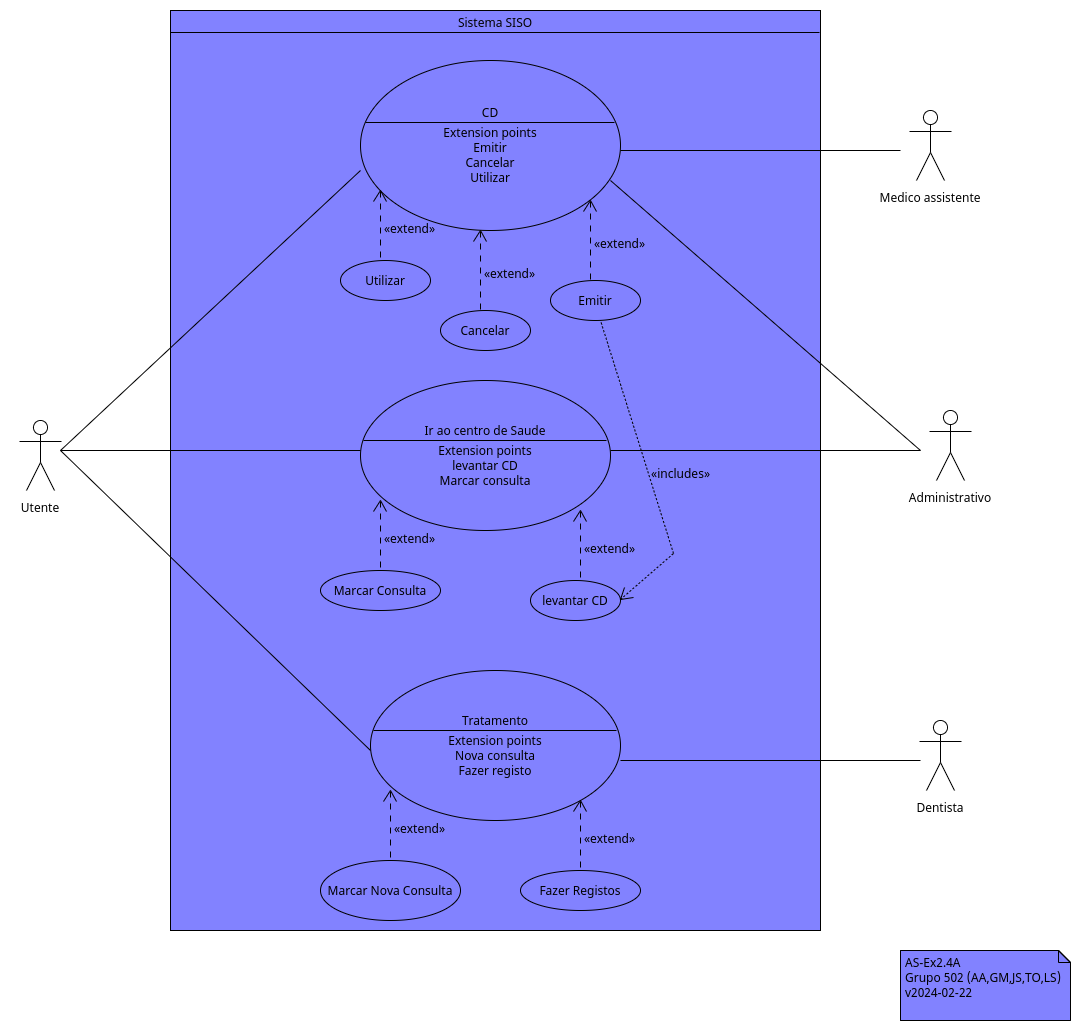 Sistema SISO
CD
Extension points
Emitir
Cancelar
Utilizar
Medico assistente
«extend»
«extend»
«extend»
Utilizar
Emitir
Cancelar
Ir ao centro de Saude
Extension points
levantar CD
Marcar consulta
«includes»
Utente
Administrativo
«extend»
«extend»
Marcar Consulta
levantar CD
Tratamento
Extension points
Nova consulta
Fazer registo
Dentista
«extend»
«extend»
Marcar Nova Consulta
Fazer Registos
AS-Ex2.4A
Grupo 502 (AA,GM,JS,TO,LS)
v2024-02-22